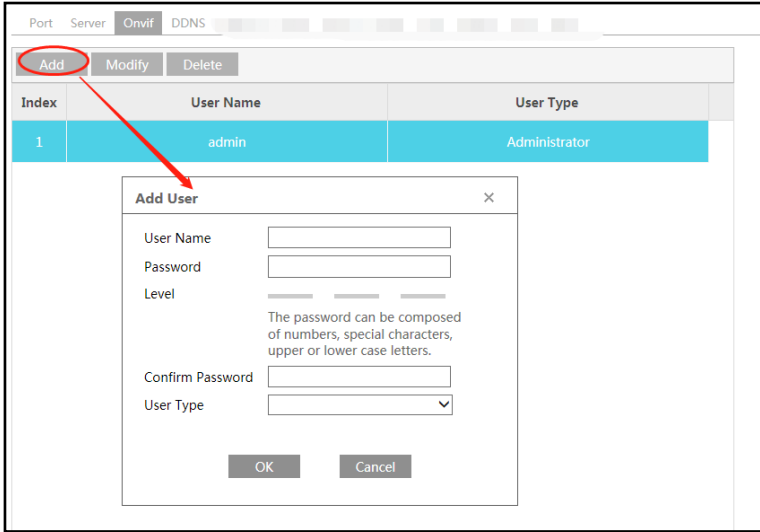 Port Server Onvif DDNS
Add Modify Delete
Index User Name User Type
1 admin Administrator
Add User ×
User Name
Password
Level
The password can be composed
of numbers, special characters,
upper or lower case letters.
Confirm Password
User Type
OK Cancel